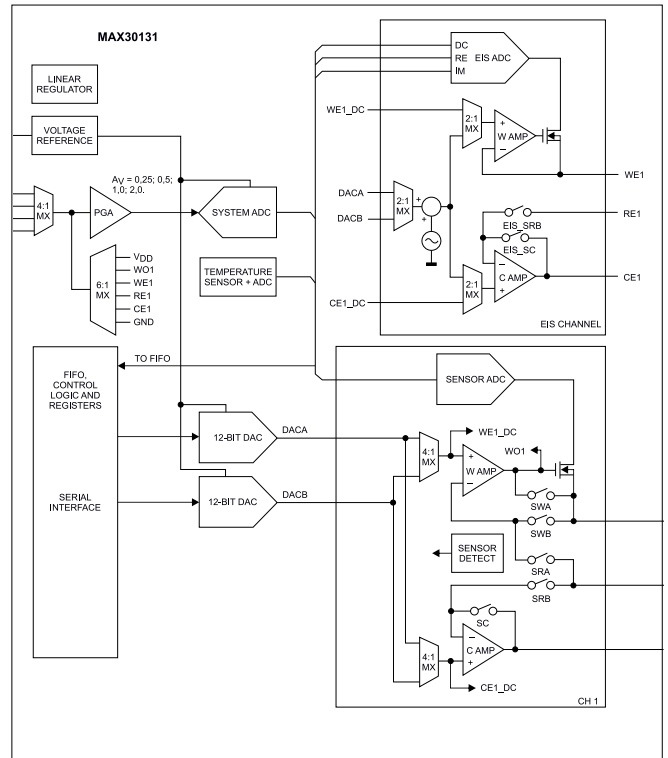 MAX30131
LINEAR
REGULATOR
VOLTAGE
REFERENCE
AV = 0,25; 0,5;
1,0; 2,0.
4:1
MX
PGA
SYSTEM ADC
6:1
MX
VDD
WO1
WE1
RE1
CE1
GND
TEMPERATURE
SENSOR + ADC
DC
RE
IM
EIS ADC
WE1_DC
2:1
MX
+
W AMP
−
WE1
DACA
DACB
2:1
MX
+
+
RE1
EIS_SRB
EIS_SC
−
C AMP
+
CE1
2:1
MX
CE1_DC
EIS CHANNEL
TO FIFO
FIFO,
CONTROL
LOGIC AND
REGISTERS
SERIAL
INTERFACE
12-BIT DAC
DACA
12-BIT DAC
DACB
SENSOR ADC
4:1
MX
WE1_DC
WO1
+
W AMP
−
SWA
SWB
SENSOR
DETECT
SRA
SRB
SC
4:1
MX
−
C AMP
+
CE1_DC
CH 1